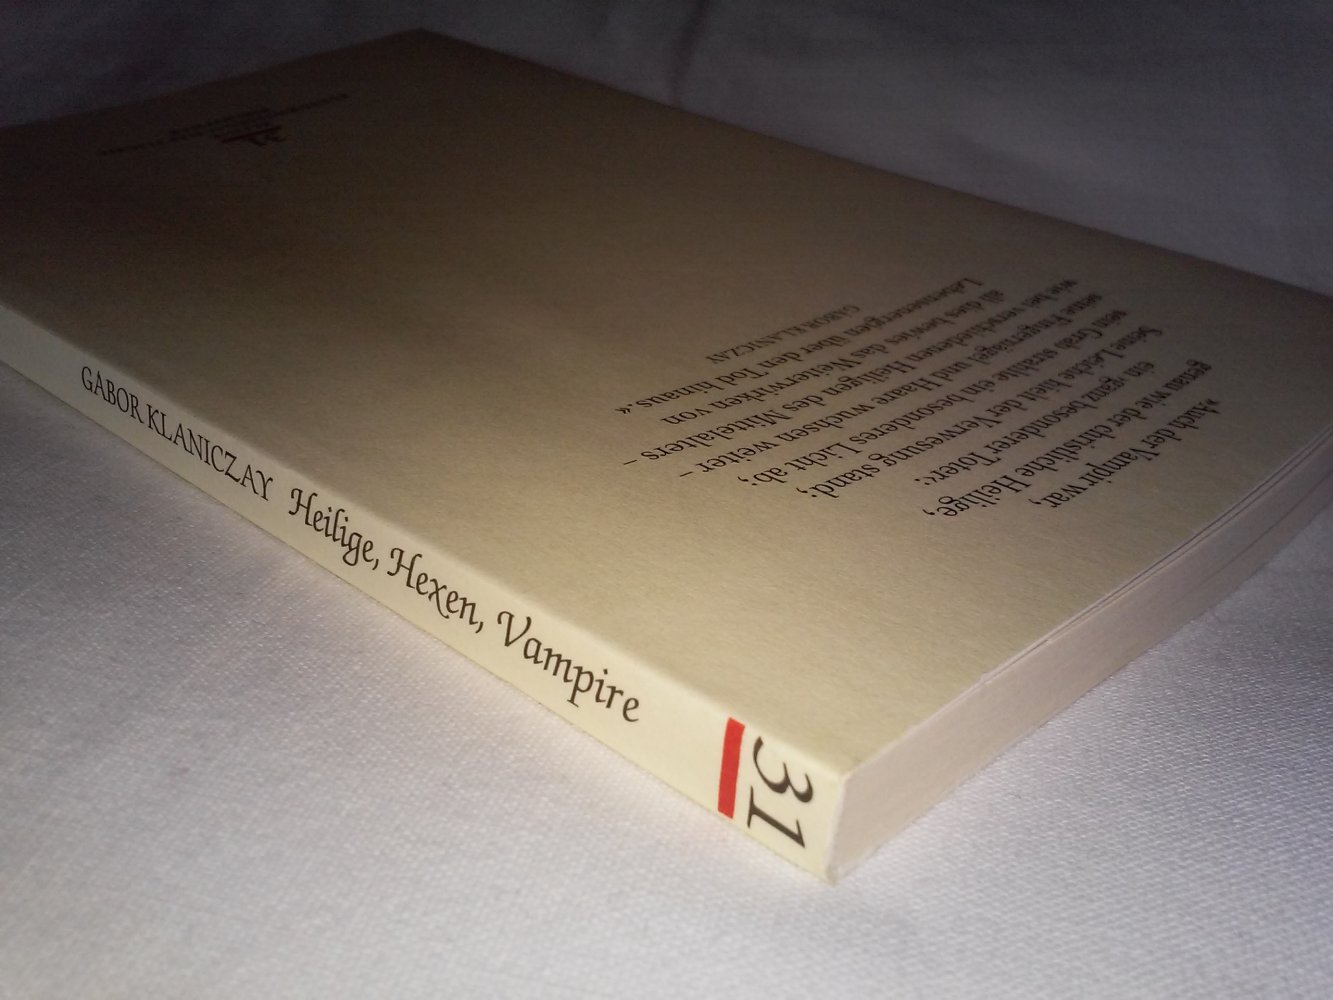 GABOR KLANICZAY Heilige, Hexen, Vampire
31
»Auch der Vampir war,
genau wie der christliche Heilige,
ein ganz besonderer Toter:
Seine Leiche hielt der Verwesung stand;
sein Grab strahlte ein besonderes Licht ab;
seine Fingernägel und Haare wuchsen weiter –
wie bei verschiedenen Heiligen des Mittelalters –
all dies bewies das Weiterwirken von
Lebensenergien über den Tod hinaus.«
GABOR KLANICZAY